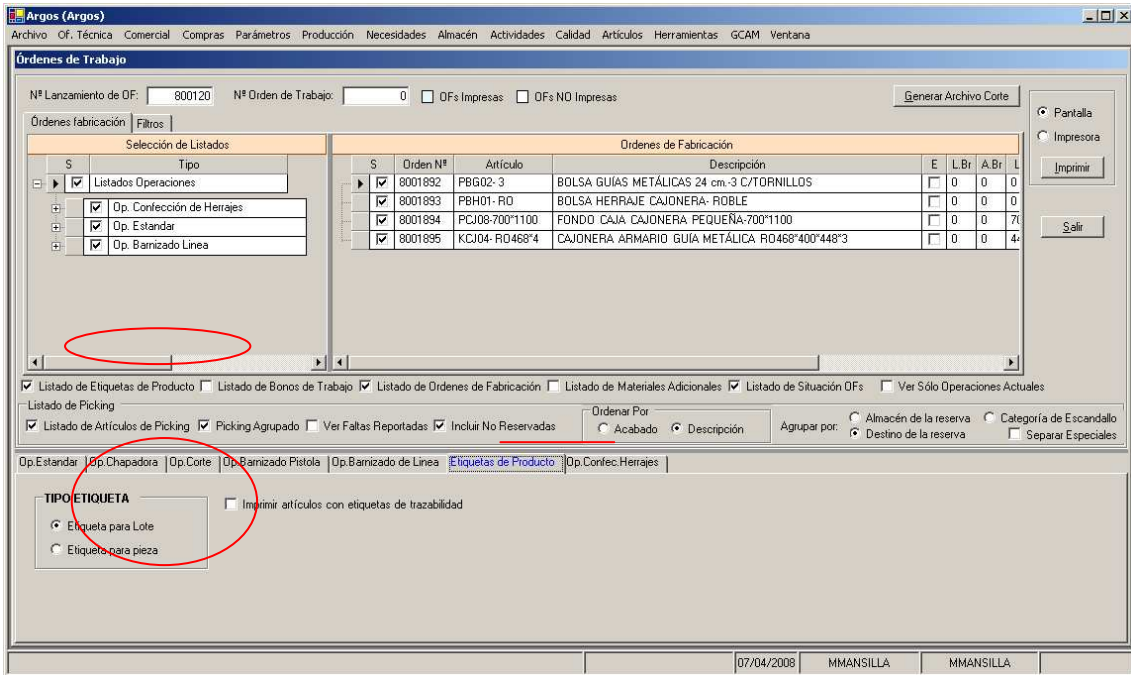 Argos (Argos)
Archivo Of. Técnica Comercial Compras Parámetros Producción Necesidades Almacén Actividades Calidad Artículos Herramientas GCAM Ventana
Órdenes de Trabajo
Nº Lanzamiento de OF: 800120 Nº Orden de Trabajo: 0 OFs Impresas OFs NO Impresas Generar Archivo Corte
Pantalla
Impresora
Imprimir
Salir
Órdenes fabricación Filtros
Selección de Listados
S Tipo
Listados Operaciones
Op. Confección de Herrajes
Op. Estandar
Op. Barnizado Linea
Ordenes de Fabricación
S Orden Nº Artículo Descripción E L.Br A.Br L
8001892 PBG02- 3 BOLSA GUÍAS METÁLICAS 24 cm.-3 C/TORNILLOS 0 0 0
8001893 PBH01- RO BOLSA HERRAJE CAJONERA- ROBLE 0 0 0
8001894 PCJ08-700*1100 FONDO CAJA CAJONERA PEQUEÑA-700*1100 0 0 70
8001895 KCJ04- RO468*4 CAJONERA ARMARIO GUÍA METÁLICA RO468*400*448*3 0 0 44
Listado de Etiquetas de Producto Listado de Bonos de Trabajo Listado de Ordenes de Fabricación Listado de Materiales Adicionales Listado de Situación OFs Ver Sólo Operaciones Actuales
Listado de Picking
Listado de Artículos de Picking Picking Agrupado Ver Faltas Reportadas Incluir No Reservadas
Ordenar Por
Acabado Descripción
Agrupar por: Almacén de la reserva Categoría de Escandallo
Destino de la reserva Separar Especiales
Op.Estandar Op.Chapadora Op.Corte Op.Barnizado Pistola Op.Barnizado de Linea Etiquetas de Producto Op.Confec.Herrajes
TIPO ETIQUETA
Etiqueta para Lote
Etiqueta para pieza
Imprimir artículos con etiquetas de trazabilidad
07/04/2008 MMANSILLA MMANSILLA